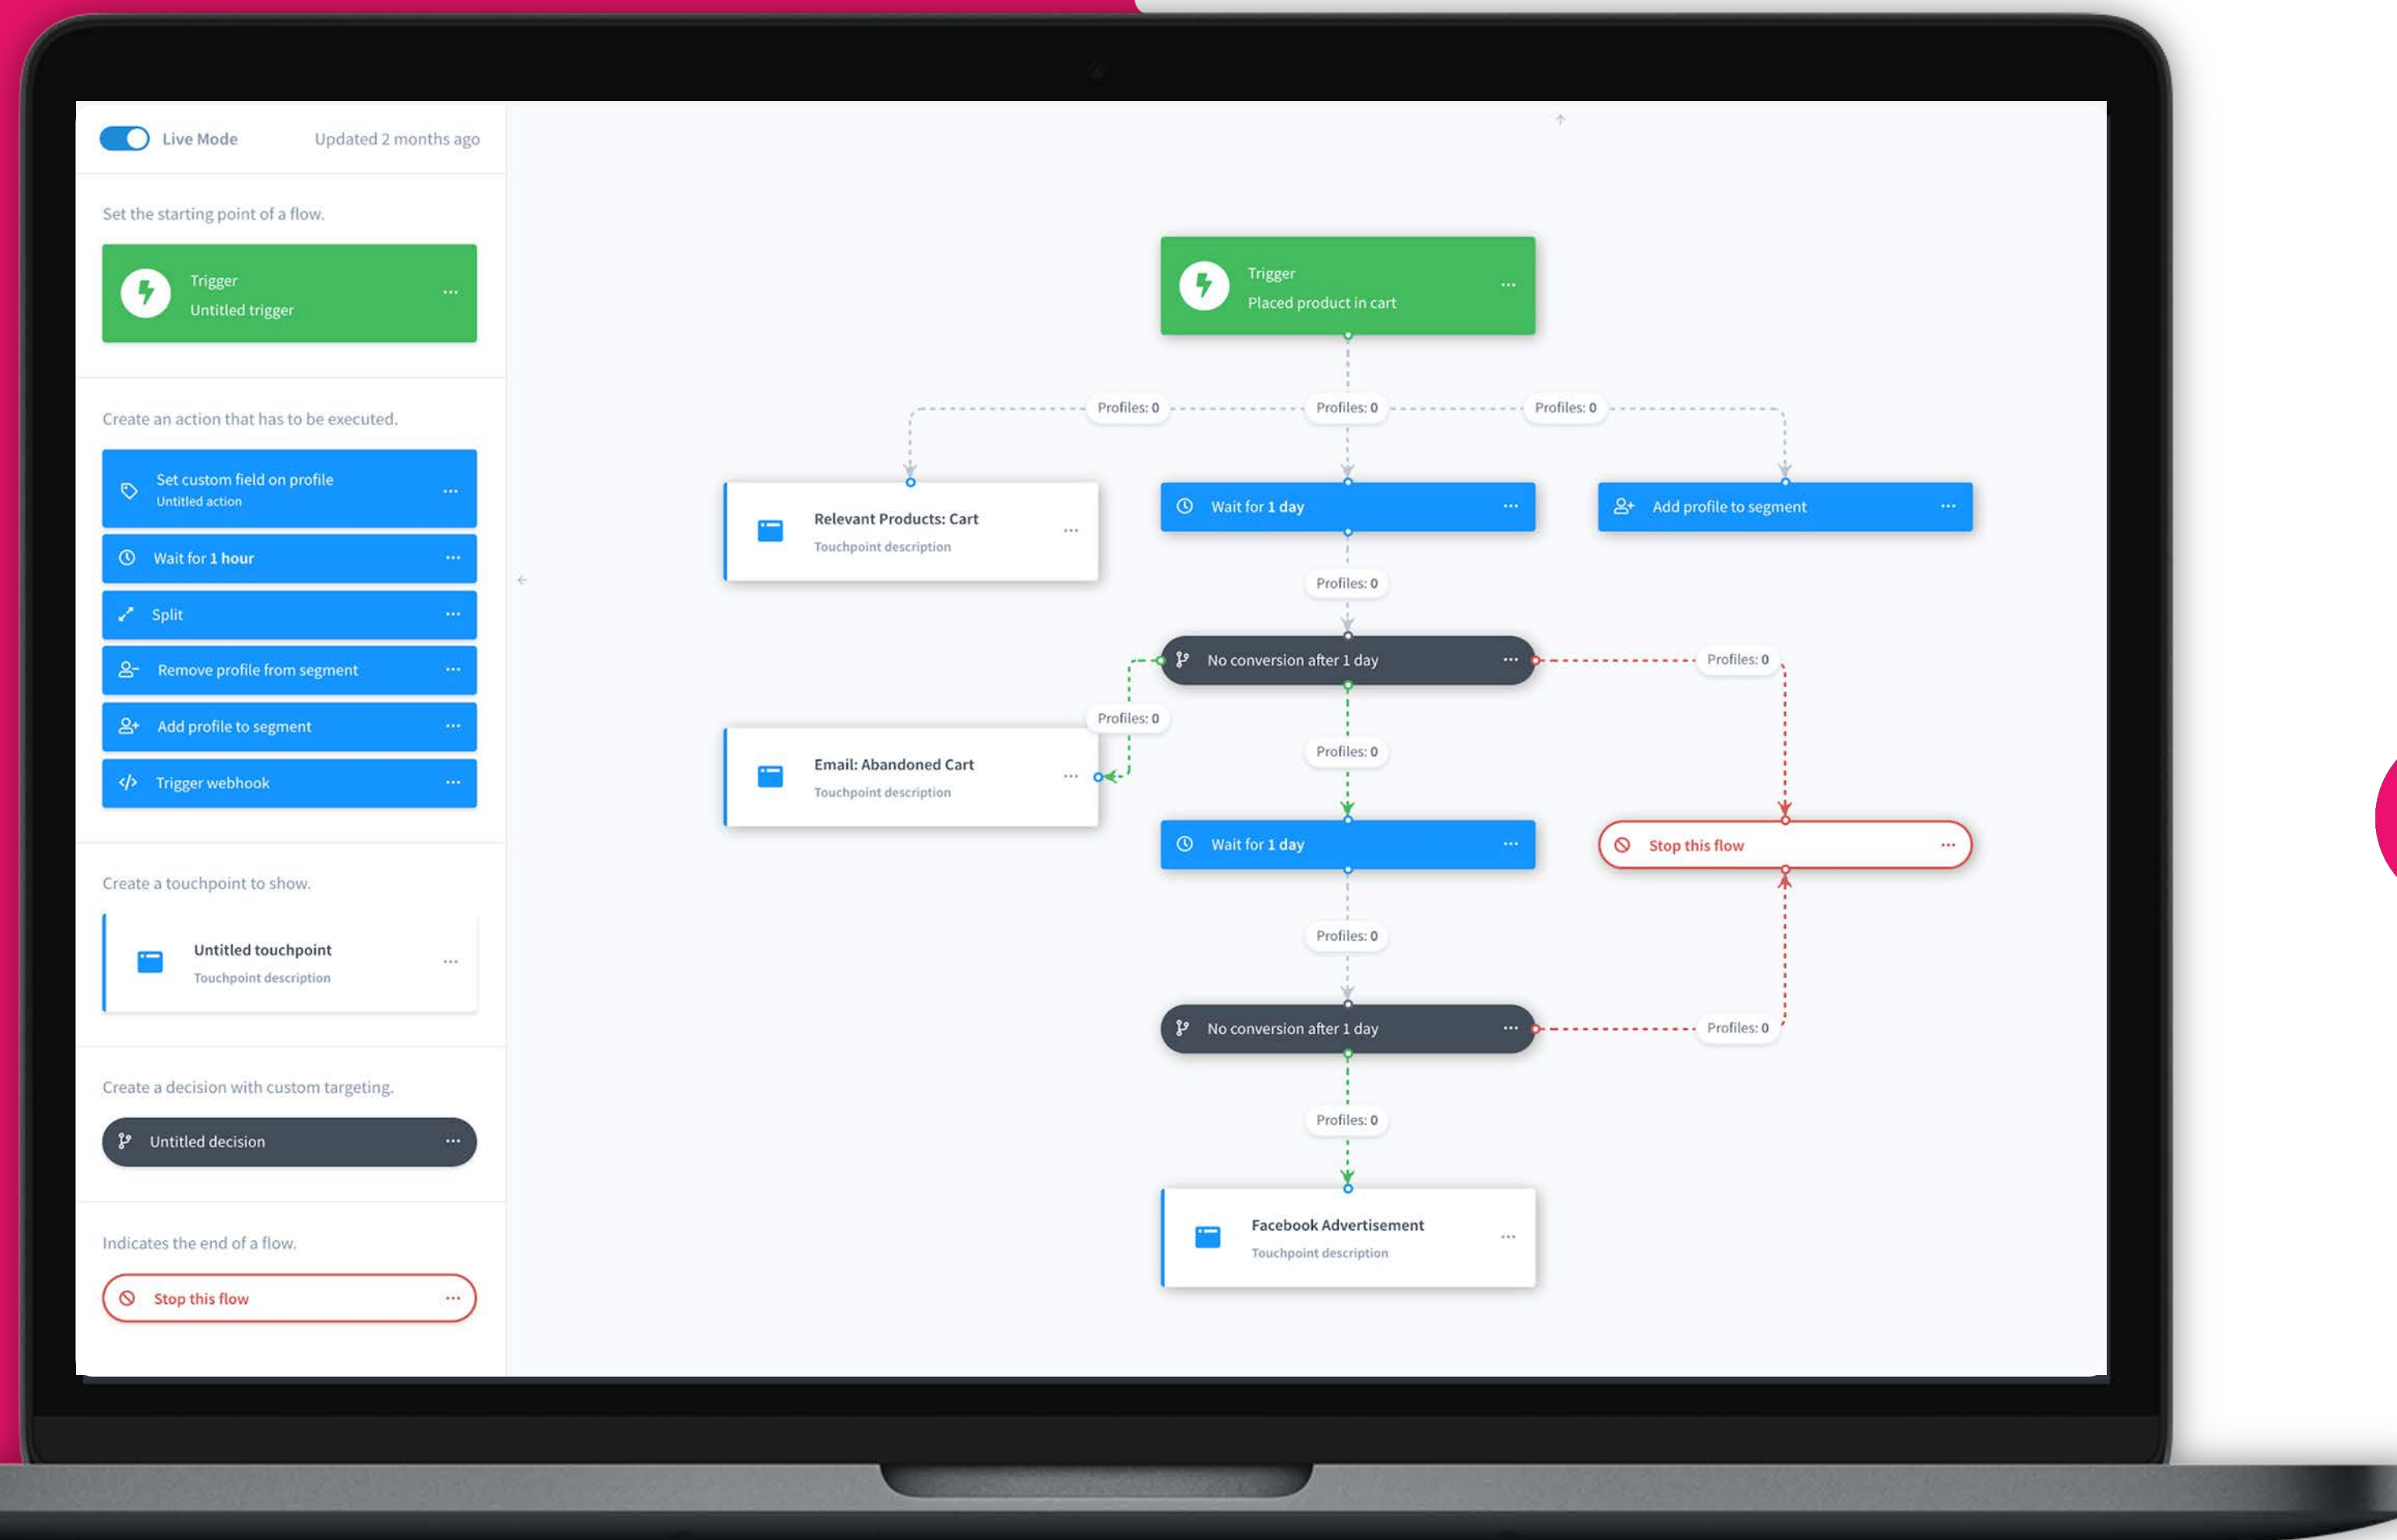 Live Mode
Updated 2 months ago
Set the starting point of a flow.
Trigger
Untitled trigger
Create an action that has to be executed.
Set custom field on profile
Untitled action
Wait for 1 hour
Split
Remove profile from segment
Add profile to segment
Trigger webhook
Create a touchpoint to show.
Untitled touchpoint
Touchpoint description
Create a decision with custom targeting.
Untitled decision
Indicates the end of a flow.
Stop this flow
Trigger
Placed product in cart
Profiles: 0
Profiles: 0
Profiles: 0
Relevant Products: Cart
Touchpoint description
Wait for 1 day
Add profile to segment
Profiles: 0
No conversion after 1 day
Profiles: 0
Profiles: 0
Profiles: 0
Email: Abandoned Cart
Touchpoint description
Wait for 1 day
Stop this flow
Profiles: 0
No conversion after 1 day
Profiles: 0
Profiles: 0
Facebook Advertisement
Touchpoint description